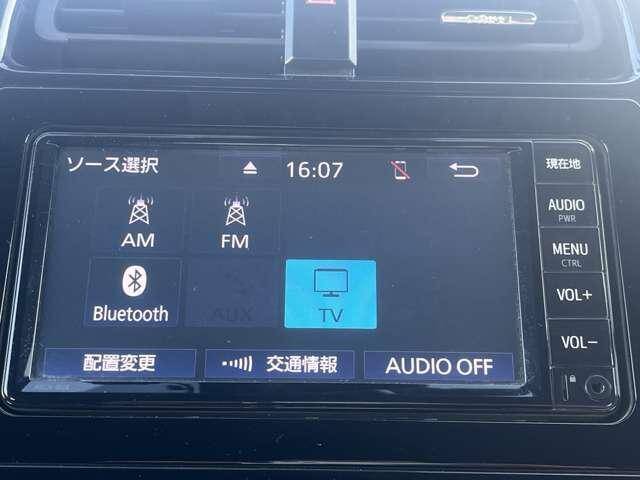 ソース選択 16:07
AM FM
Bluetooth AUX TV
配置変更 交通情報 AUDIO OFF
現在地
AUDIO
PWR
MENU
CTRL
VOL+
VOL-